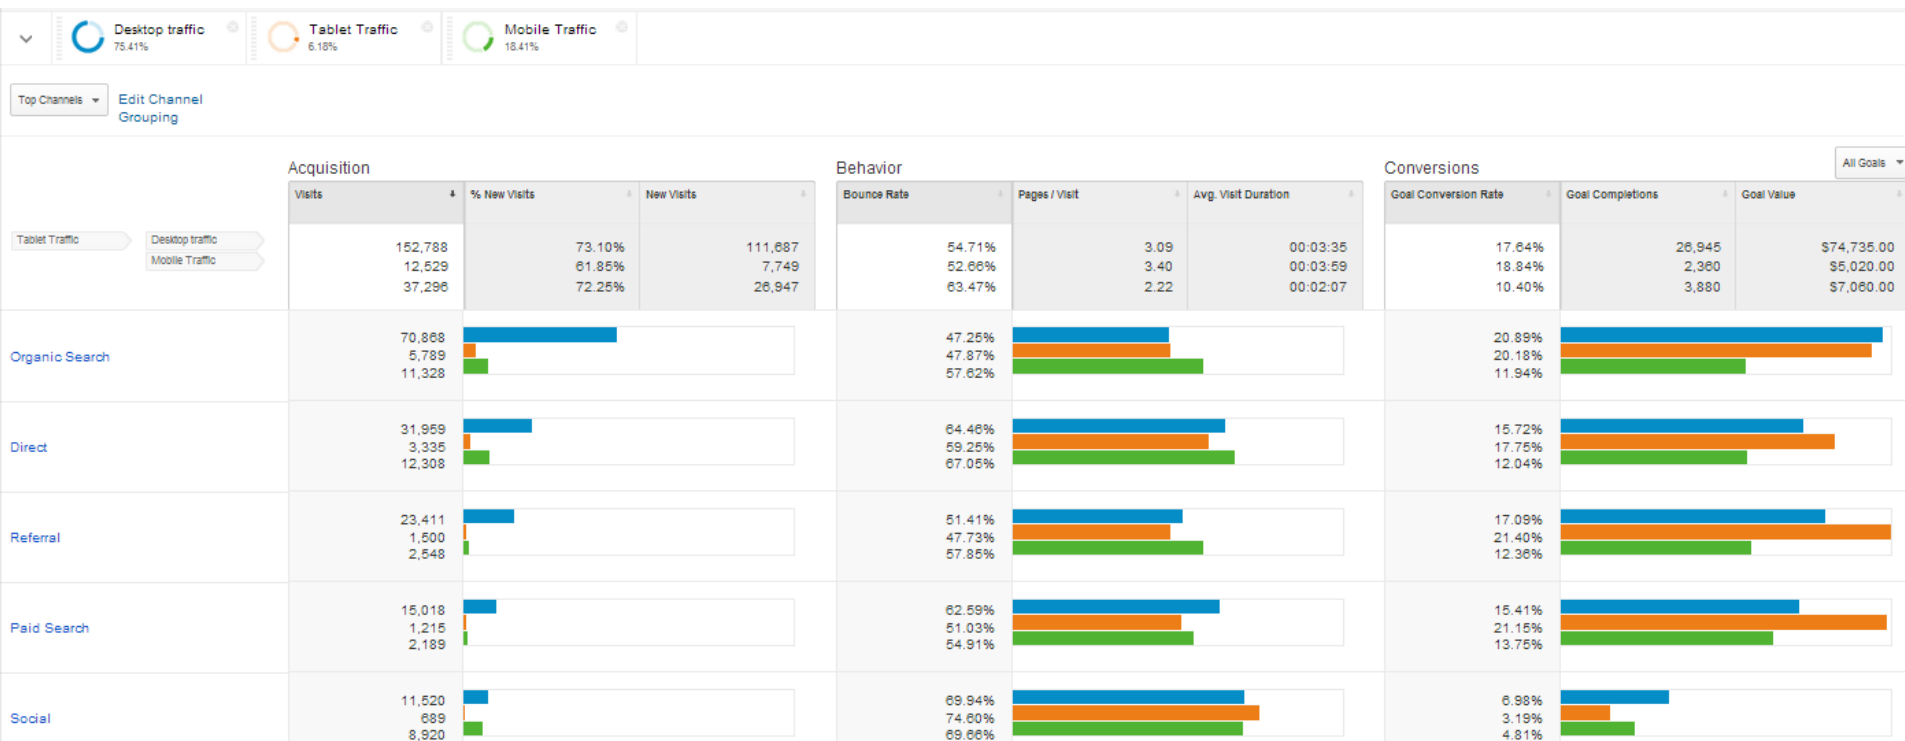 Desktop traffic
75.41%
Tablet Traffic
6.18%
Mobile Traffic
18.41%
Top Channels
Edit Channel
Grouping
Acquisition Behavior Conversions All Goals
Visits % New Visits New Visits Bounce Rate Pages / Visit Avg. Visit Duration Goal Conversion Rate Goal Completions Goal Value
Tablet Traffic Desktop traffic
Mobile Traffic
152,788 73.10% 111,687 54.71% 3.09 00:03:35 17.64% 26,945 $74,735.00
12,529 61.85% 7,749 52.66% 3.40 00:03:59 18.84% 2,360 $5,020.00
37,296 72.25% 26,947 63.47% 2.22 00:02:07 10.40% 3,880 $7,060.00
Organic Search
70,868 47.25% 20.89%
5,789 47.87% 20.18%
11,328 57.62% 11.94%
Direct
31,959 64.46% 15.72%
3,335 59.25% 17.75%
12,308 67.05% 12.04%
Referral
23,411 51.41% 17.09%
1,500 47.73% 21.40%
2,548 57.85% 12.36%
Paid Search
15,018 62.59% 15.41%
1,215 51.03% 21.15%
2,189 54.91% 13.75%
Social
11,520 69.94% 6.98%
689 74.60% 3.19%
8,920 69.66% 4.81%